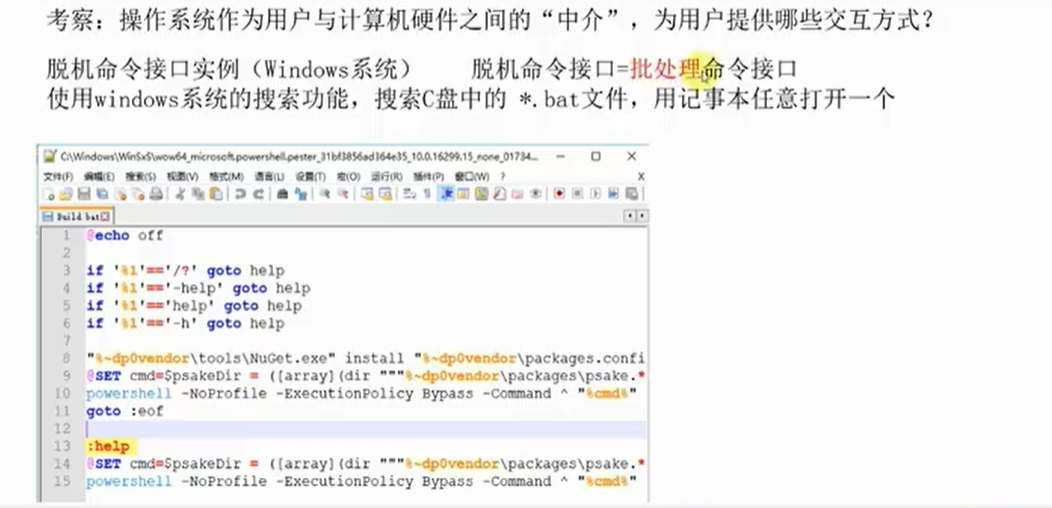 考察：操作系统作为用户与计算机硬件之间的“中介”，为用户提供哪些交互方式？
脱机命令接口实例（Windows系统） 脱机命令接口=批处理命令接口
使用windows系统的搜索功能，搜索C盘中的 *.bat文件，用记事本任意打开一个
C:\Windows\WinSxS\wow64_microsoft.powershell.pester_31bf3856ad364e35_10.0.16299.15_none_01734...
文件(F) 编辑(E) 搜索(S) 视图(V) 格式(M) 语言(L) 设置(T) 宏(O) 运行(R) 插件(P) 窗口(W) ? X
Build.bat
1 @echo off
2
3 if '%1'=='/?' goto help
4 if '%1'=='-help' goto help
5 if '%1'=='help' goto help
6 if '%1'=='-h' goto help
7
8 "%~dp0vendor\tools\NuGet.exe" install "%~dp0vendor\packages.confi
9 @SET cmd=$psakeDir = ([array](dir """%~dp0vendor\packages\psake.*
10 powershell -NoProfile -ExecutionPolicy Bypass -Command ^ "%cmd%"
11 goto :eof
12
13 :help
14 @SET cmd=$psakeDir = ([array](dir """%~dp0vendor\packages\psake.*
15 powershell -NoProfile -ExecutionPolicy Bypass -Command ^ "%cmd%"